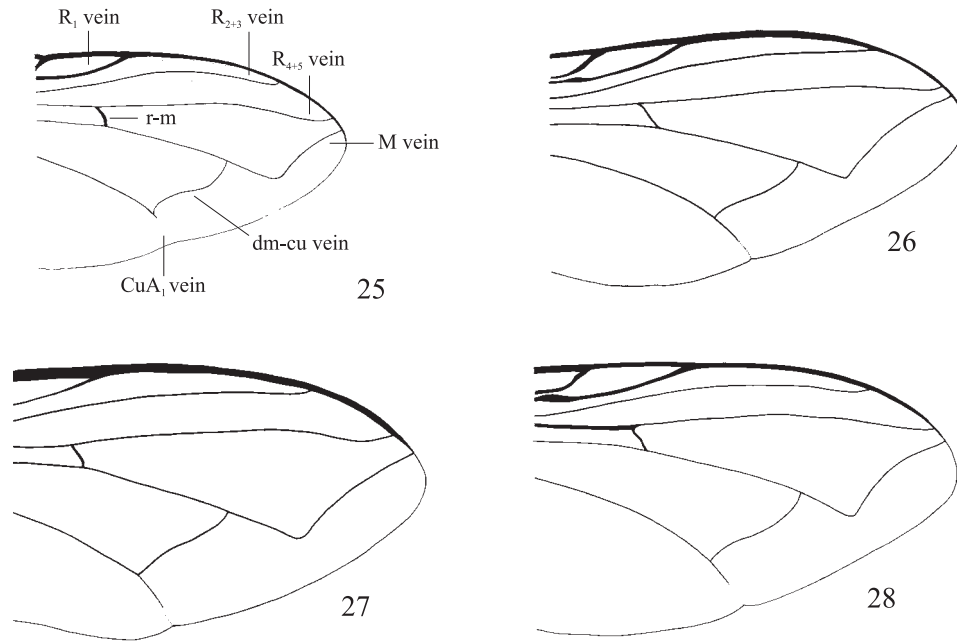 R₁ vein
R₂₊₃ vein
R₄₊₅ vein
r-m
M vein
dm-cu vein
CuA₁ vein
25
26
27
28